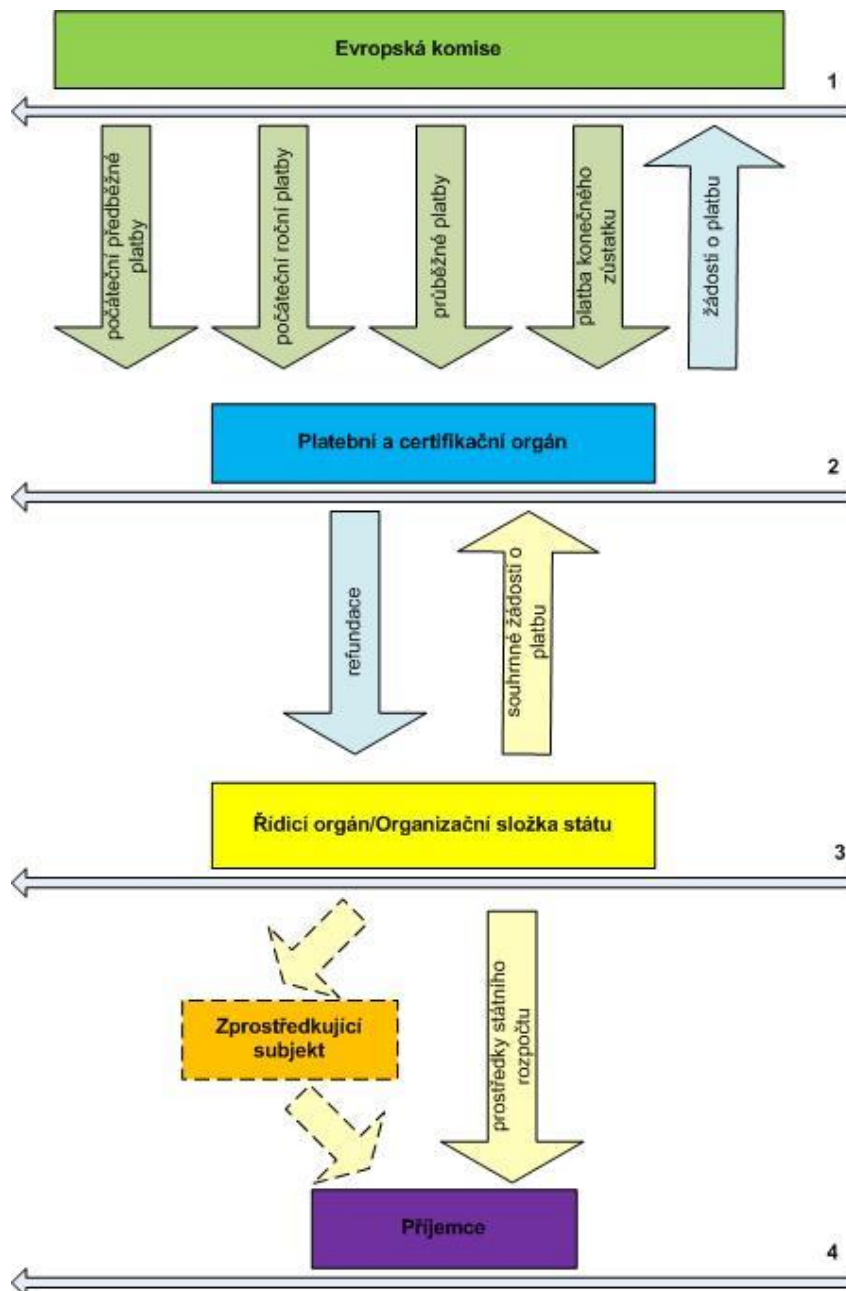 Evropská komise
1
počáteční předběžné
platby
počáteční roční platby
průběžné platby
platba konečného
zůstatku
žádosti o platbu
Platební a certifikační orgán
2
refundace
souhrnné žádosti o
platbu
Řídicí orgán/Organizační složka státu
3
Zprostředkující
subjekt
prostředky státního
rozpočtu
Příjemce
4